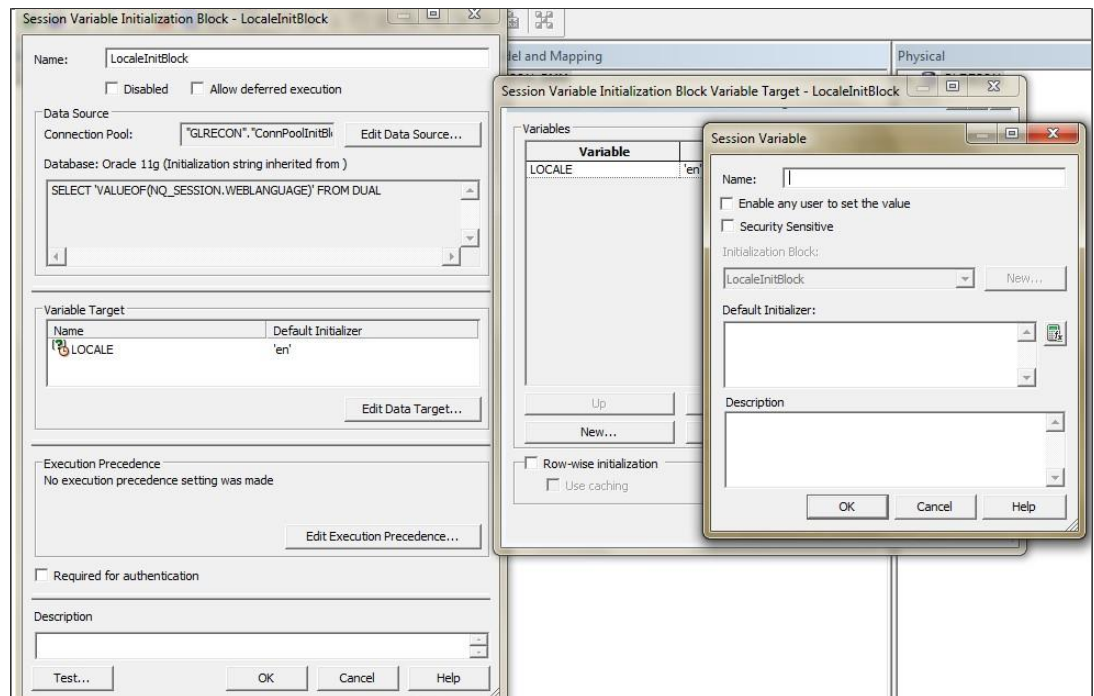 Session Variable Initialization Block - LocaleInitBlock
Name: LocaleInitBlock
Disabled Allow deferred execution
Data Source
Connection Pool: "GLRECON"."ConnPoolInitBl Edit Data Source...
Database: Oracle 11g (Initialization string inherited from )
SELECT 'VALUEOF(NQ_SESSION.WEBLANGUAGE)' FROM DUAL
Variable Target
Name Default Initializer
LOCALE 'en'
Edit Data Target...
Execution Precedence
No execution precedence setting was made
Edit Execution Precedence...
Required for authentication
Description
Test... OK Cancel Help
del and Mapping
Physical
Session Variable Initialization Block Variable Target - LocaleInitBlock
Variables
Variable
LOCALE 'en'
Up
New...
Row-wise initialization
Use caching
Session Variable
Name:
Enable any user to set the value
Security Sensitive
Initialization Block:
LocaleInitBlock New...
Default Initializer:
Description
OK Cancel Help